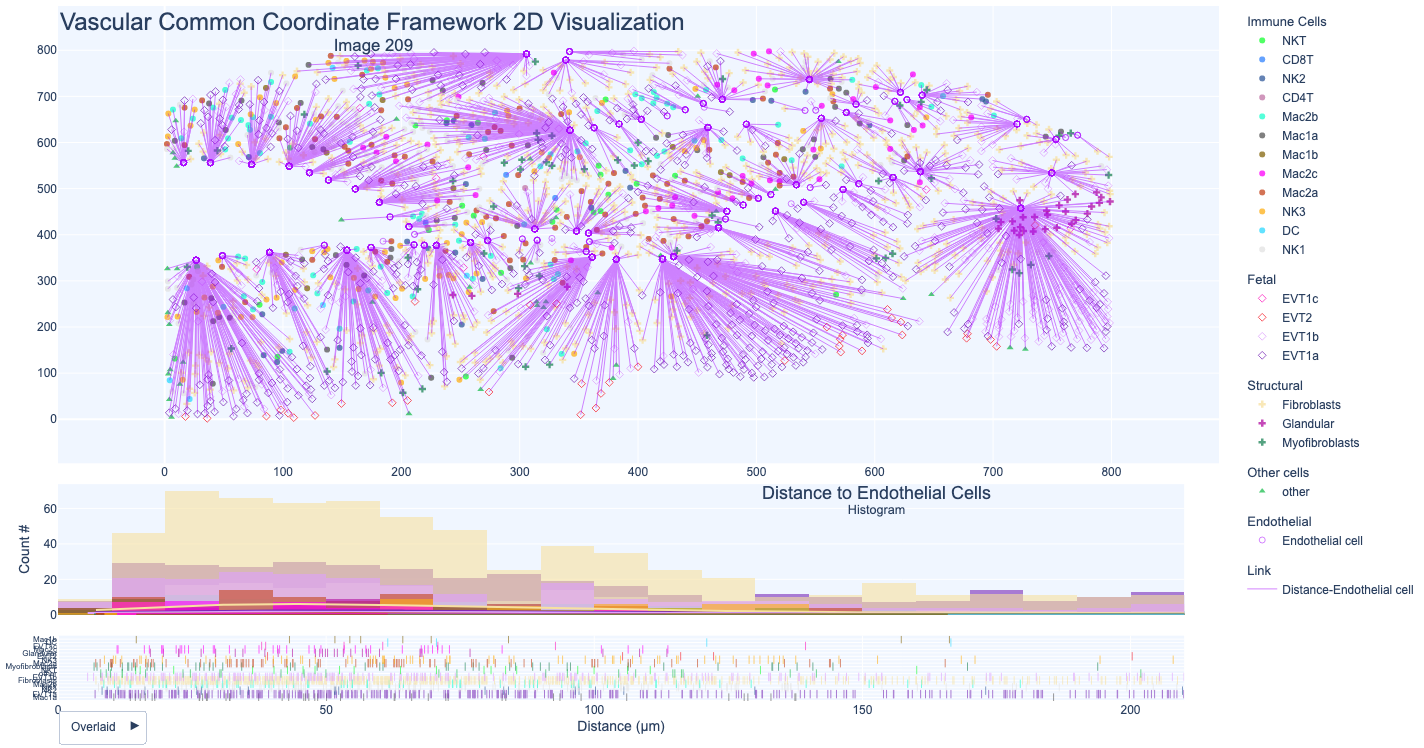 Vascular Common Coordinate Framework 2D Visualization
Image 209
800
700
600
500
400
300
200
100
0
0 100 200 300 400 500 600 700 800
Immune Cells
NKT
CD8T
NK2
CD4T
Mac2b
Mac1a
Mac1b
Mac2c
Mac2a
NK3
DC
NK1
Fetal
EVT1c
EVT2
EVT1b
EVT1a
Structural
Fibroblasts
Glandular
Myofibroblasts
Other cells
other
Endothelial
Endothelial cell
Link
Distance-Endothelial cell
Distance to Endothelial Cells
Histogram
Count #
60
40
20
0
0 50 100 150 200
Distance (μm)
Overlaid ►